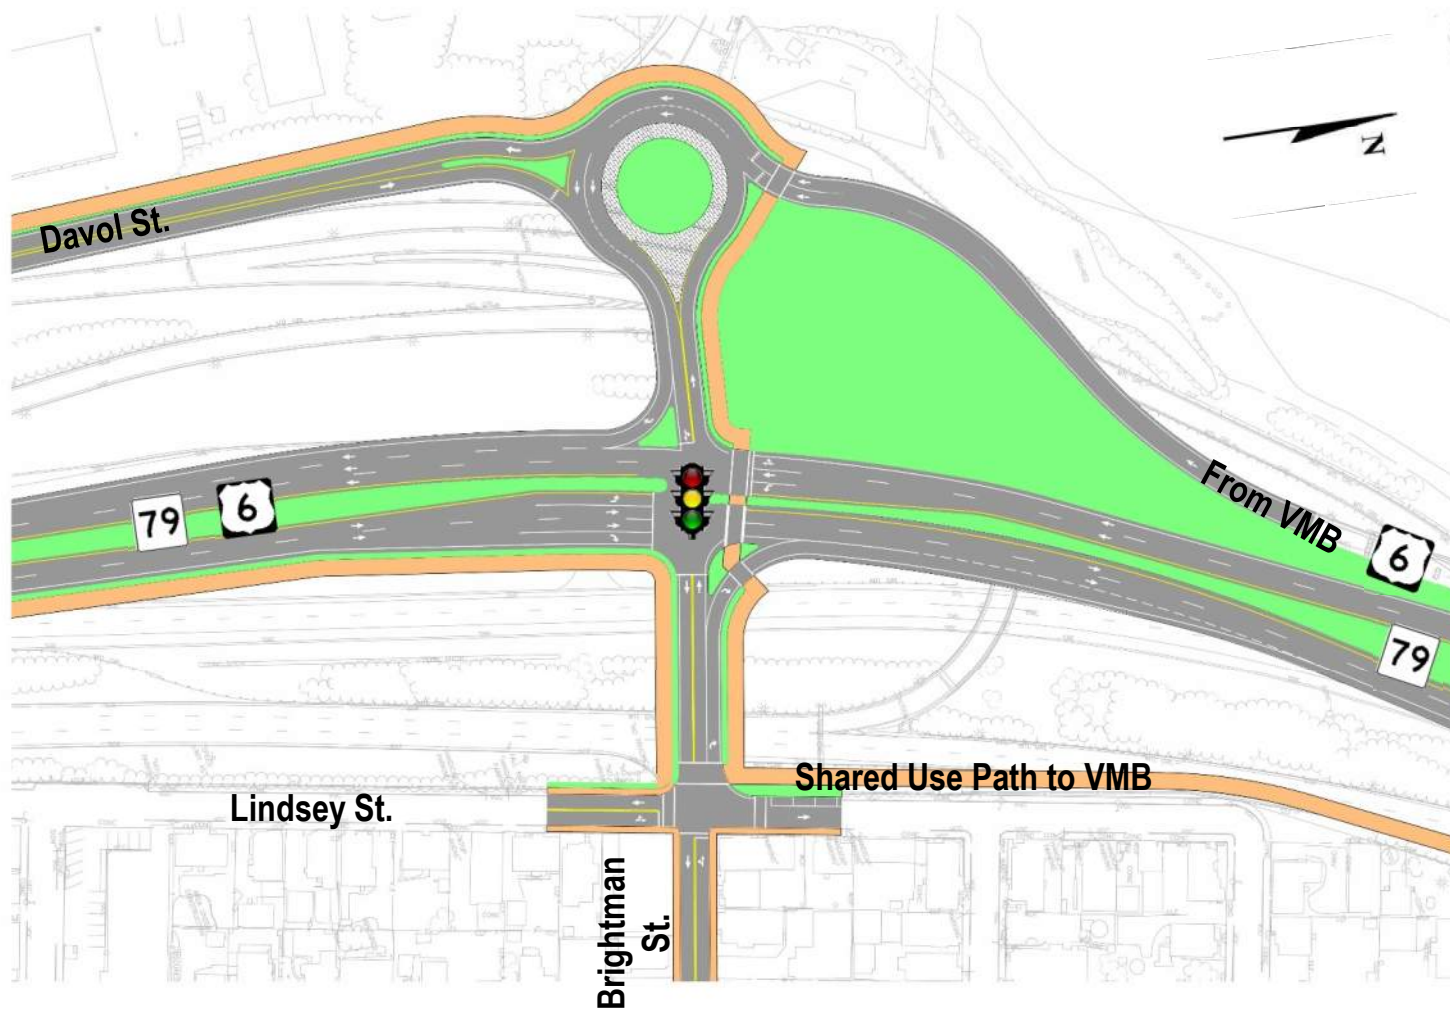 N
Davol St.
From VMB
79
6
6
79
Shared Use Path to VMB
Lindsey St.
Brightman
St.